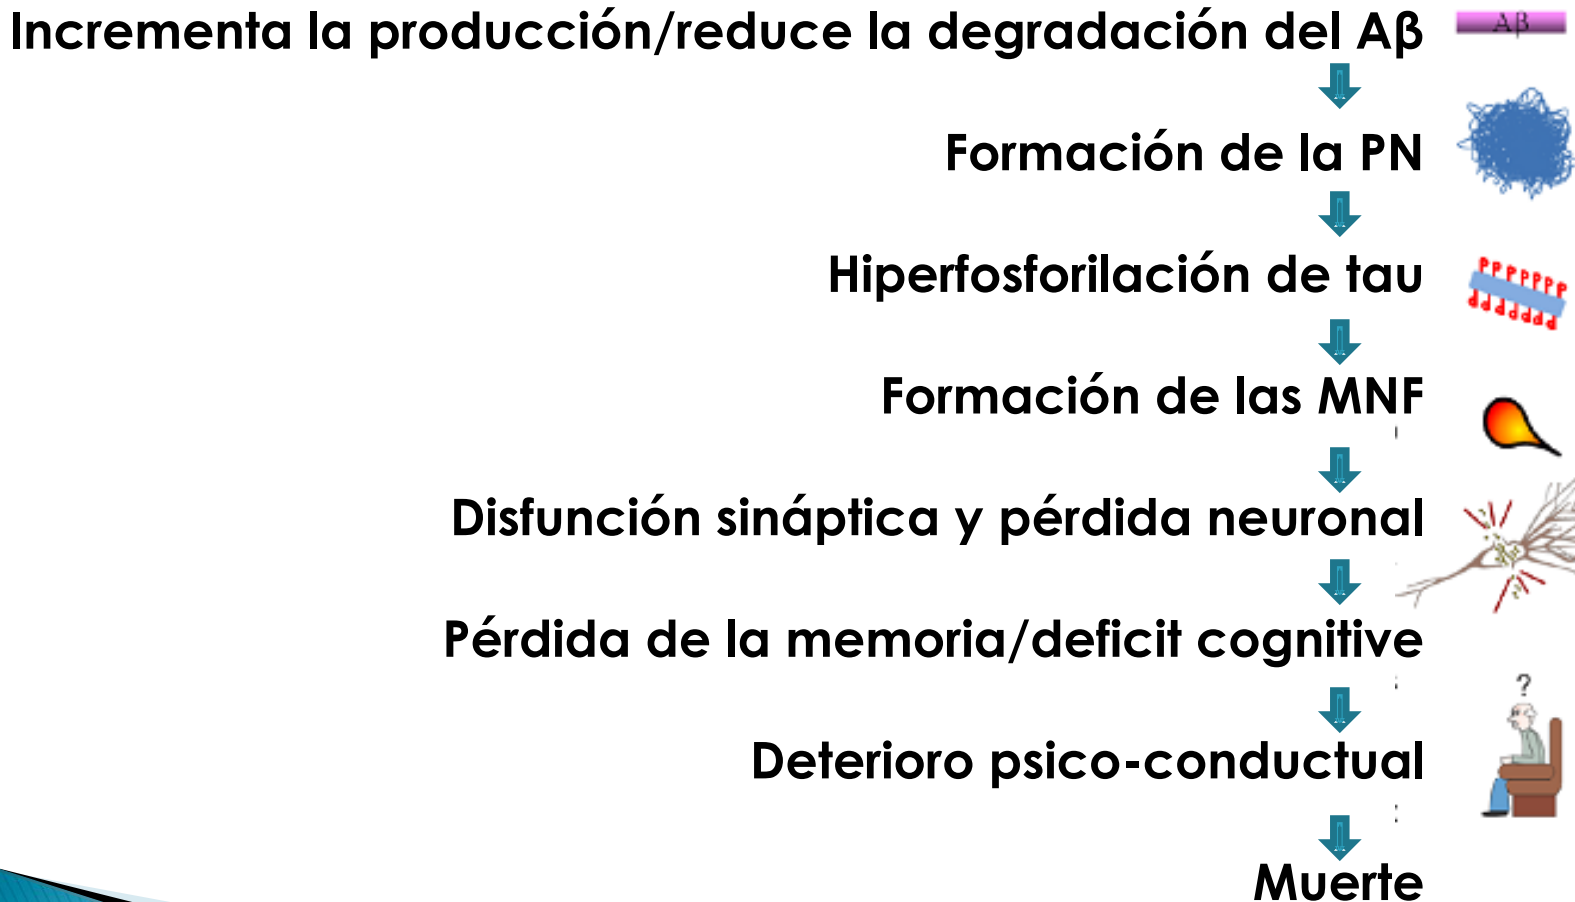 Incrementa la producción/reduce la degradación del Aβ
Aβ
Formación de la PN
Hiperfosforilación de tau
P P P P P P P
d d d d d d d
Formación de las MNF
Disfunción sináptica y pérdida neuronal
Pérdida de la memoria/deficit cognitive
?
Deterioro psico-conductual
Muerte